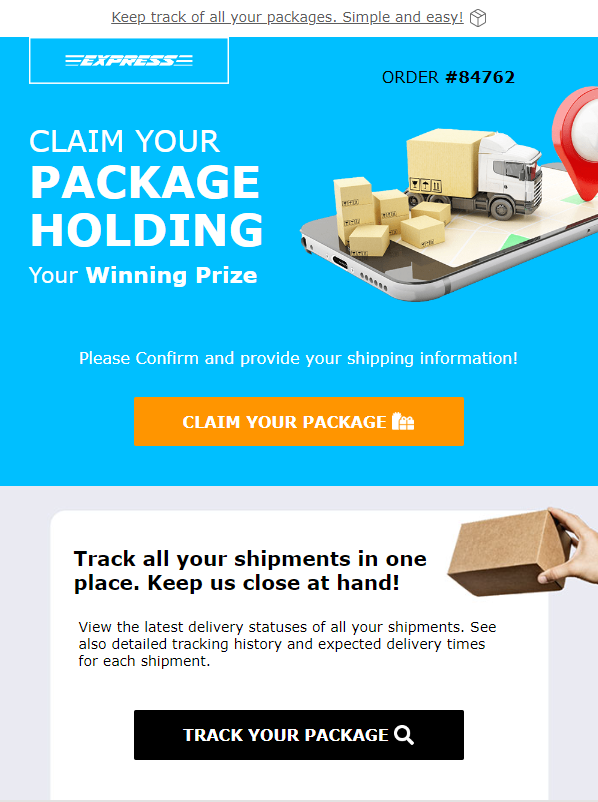 Keep track of all your packages. Simple and easy!
EXPRESS
ORDER #84762
CLAIM YOUR
PACKAGE
HOLDING
Your Winning Prize
Please Confirm and provide your shipping information!
CLAIM YOUR PACKAGE
Track all your shipments in one
place. Keep us close at hand!
View the latest delivery statuses of all your shipments. See
also detailed tracking history and expected delivery times
for each shipment.
TRACK YOUR PACKAGE